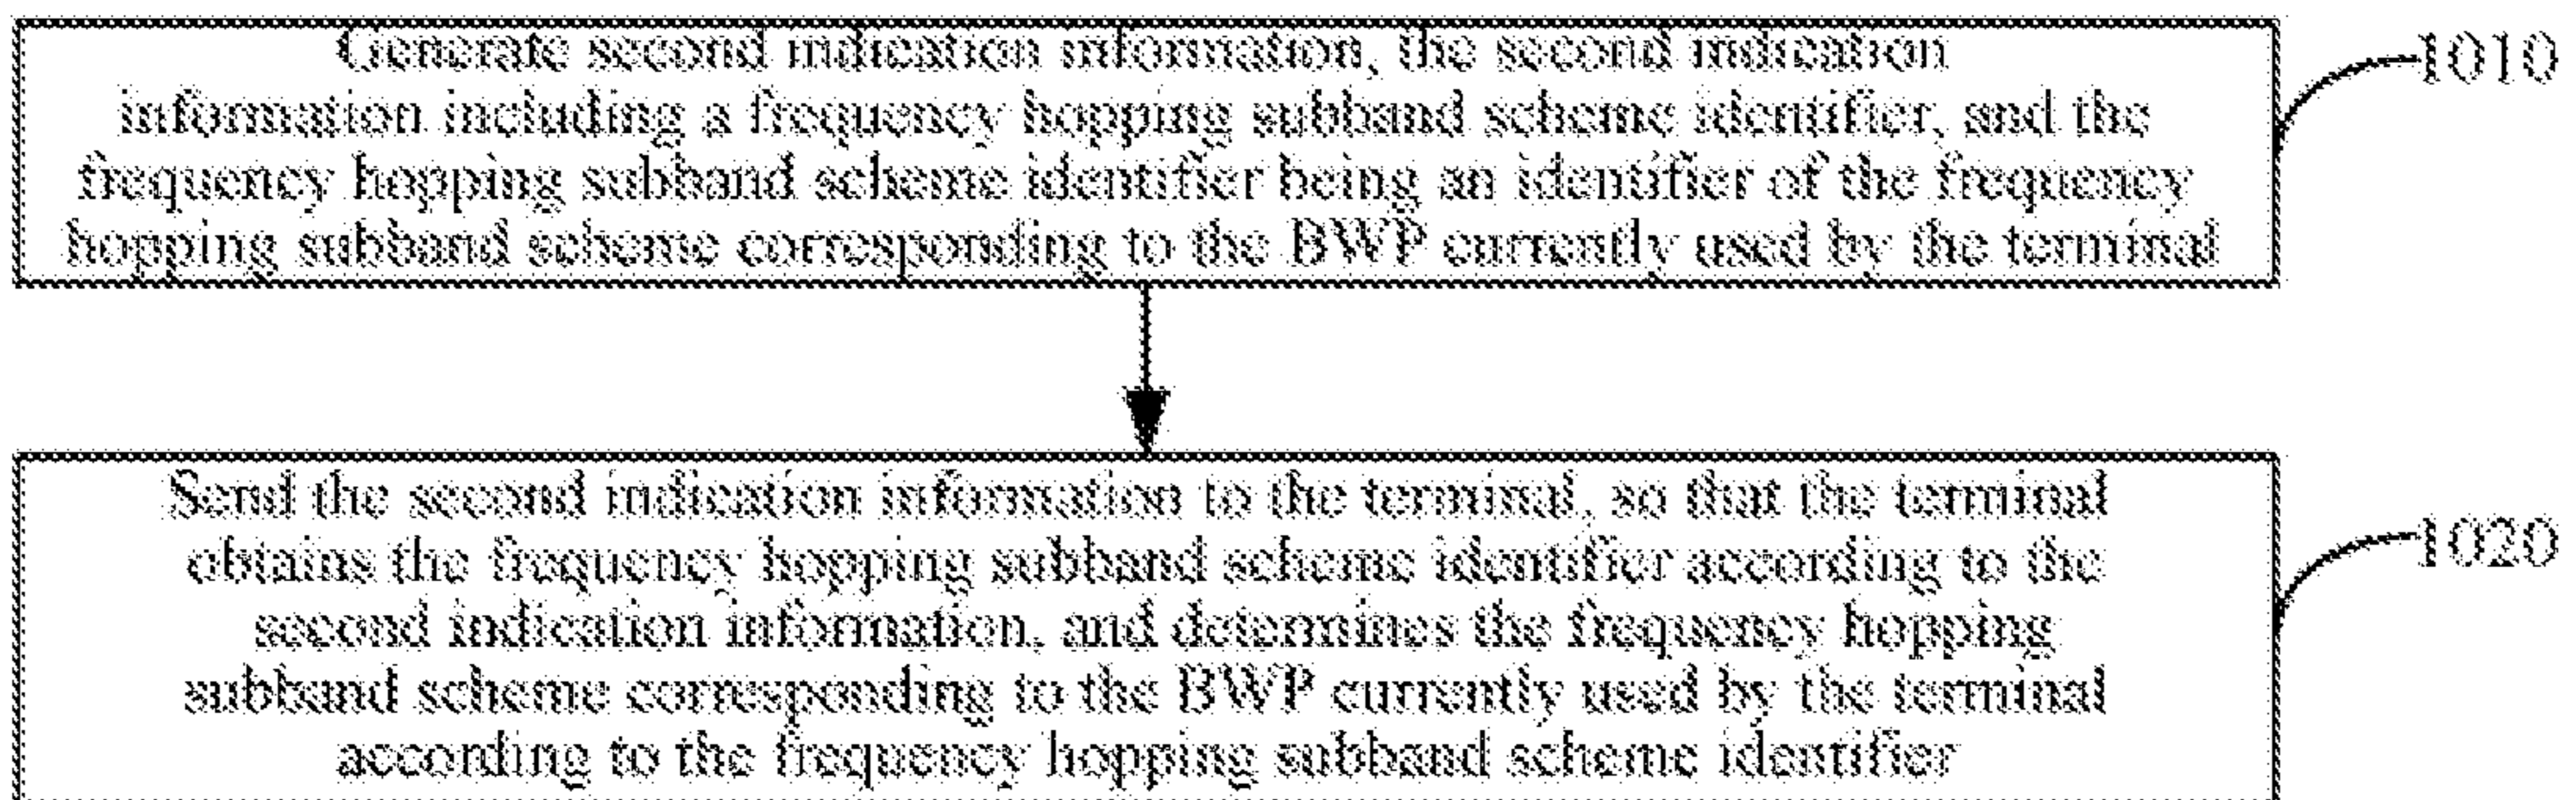 Generate second indication information, the second indication
information including a frequency hopping subband scheme identifier, and the
frequency hopping subband scheme identifier being an identifier of the frequency
hopping subband scheme corresponding to the BWP currently used by the terminal
1010
Send the second indication information to the terminal, so that the terminal
obtains the frequency hopping subband scheme identifier according to the
second indication information, and determines the frequency hopping
subband scheme corresponding to the BWP currently used by the terminal
according to the frequency hopping subband scheme identifier
1020